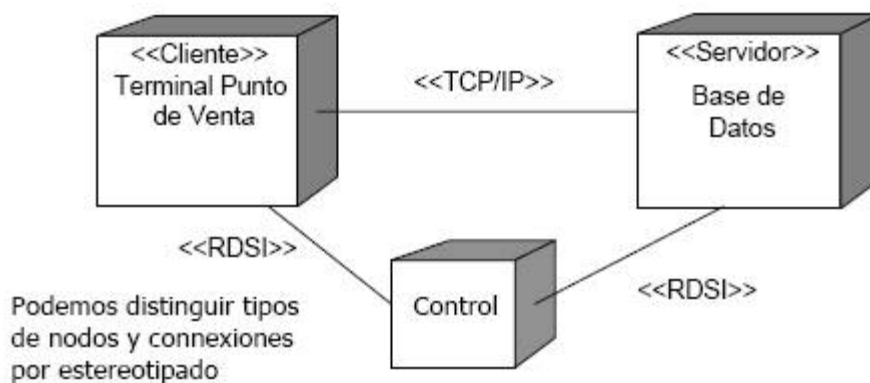 <<Cliente>>
Terminal Punto
de Venta
<<TCP/IP>>
<<Servidor>>
Base de
Datos
<<RDSI>>
Control
<<RDSI>>
Podemos distinguir tipos
de nodos y connexiones
por estereotipado